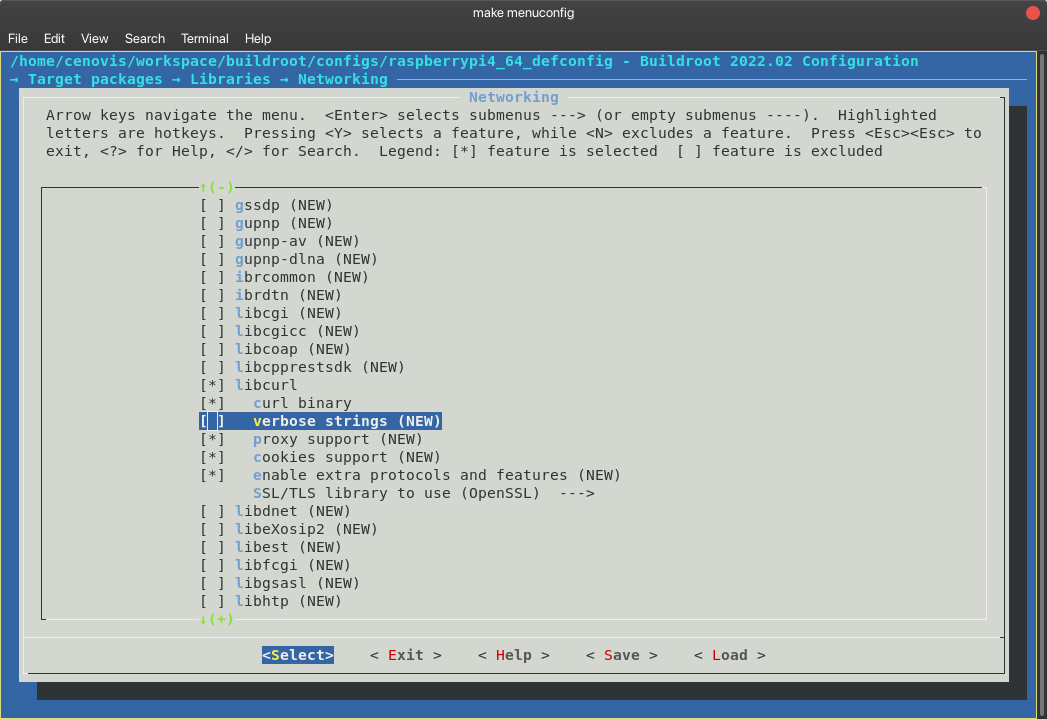 make menuconfig
File Edit View Search Terminal Help
/home/cenovis/workspace/buildroot/configs/raspberrypi4_64_defconfig - Buildroot 2022.02 Configuration
→ Target packages → Libraries → Networking
Networking
Arrow keys navigate the menu.  <Enter> selects submenus ---> (or empty submenus ----).  Highlighted
letters are hotkeys.  Pressing <Y> selects a feature, while <N> excludes a feature.  Press <Esc><Esc> to
exit, <?> for Help, </> for Search.  Legend: [*] feature is selected  [ ] feature is excluded
↑(-)
[ ] gssdp (NEW)
[ ] gupnp (NEW)
[ ] gupnp-av (NEW)
[ ] gupnp-dlna (NEW)
[ ] ibrcommon (NEW)
[ ] ibrdtn (NEW)
[ ] libcgi (NEW)
[ ] libcgicc (NEW)
[ ] libcoap (NEW)
[ ] libcpprestsdk (NEW)
[*] libcurl
[*]   curl binary
[ ]   verbose strings (NEW)
[*]   proxy support (NEW)
[*]   cookies support (NEW)
[*]   enable extra protocols and features (NEW)
SSL/TLS library to use (OpenSSL)  --->
[ ] libdnet (NEW)
[ ] libeXosip2 (NEW)
[ ] libest (NEW)
[ ] libfcgi (NEW)
[ ] libgsasl (NEW)
[ ] libhtp (NEW)
↓(+)
<Select>    < Exit >    < Help >    < Save >    < Load >